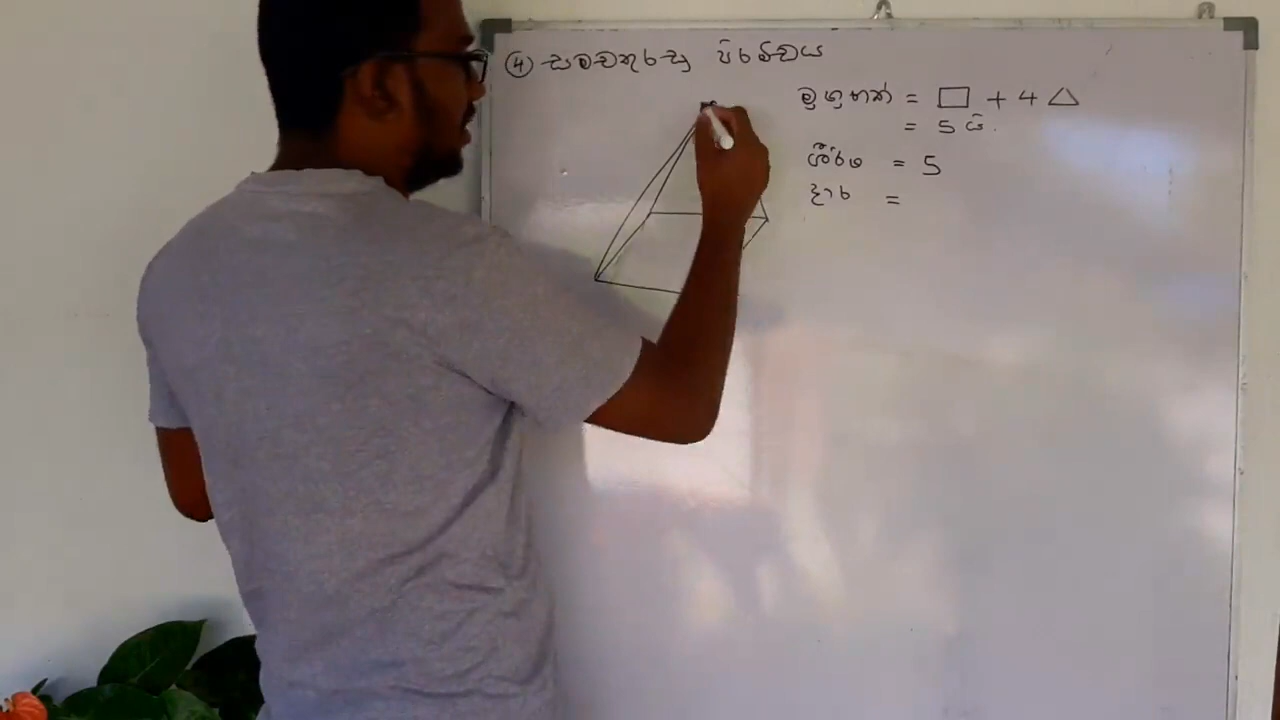 ④ සමචතුරස්‍ර පිරමිඩය
මුහුණත් = □ + 4 △
= 5 යි.
ශීර්ෂ = 5
දාර =